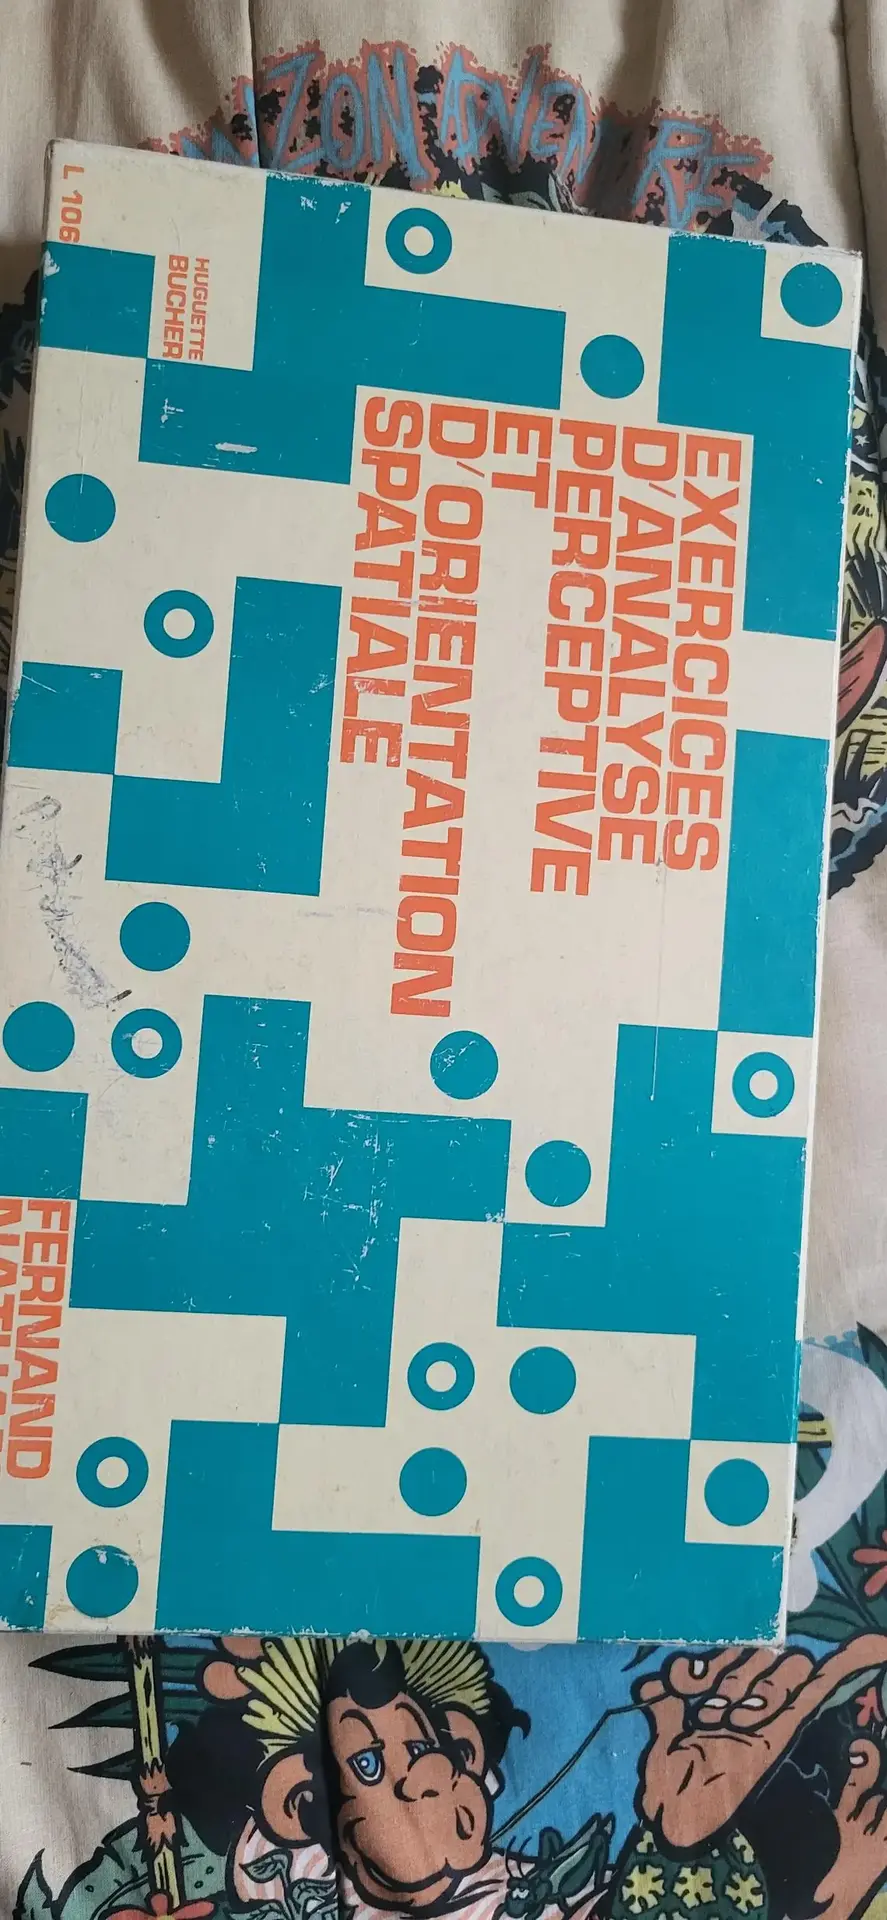 L 106
HUGUETTE
BUCHER
EXERCICES
D'ANALYSE
PERCEPTIVE
ET
D'ORIENTATION
SPATIALE
FERNAND